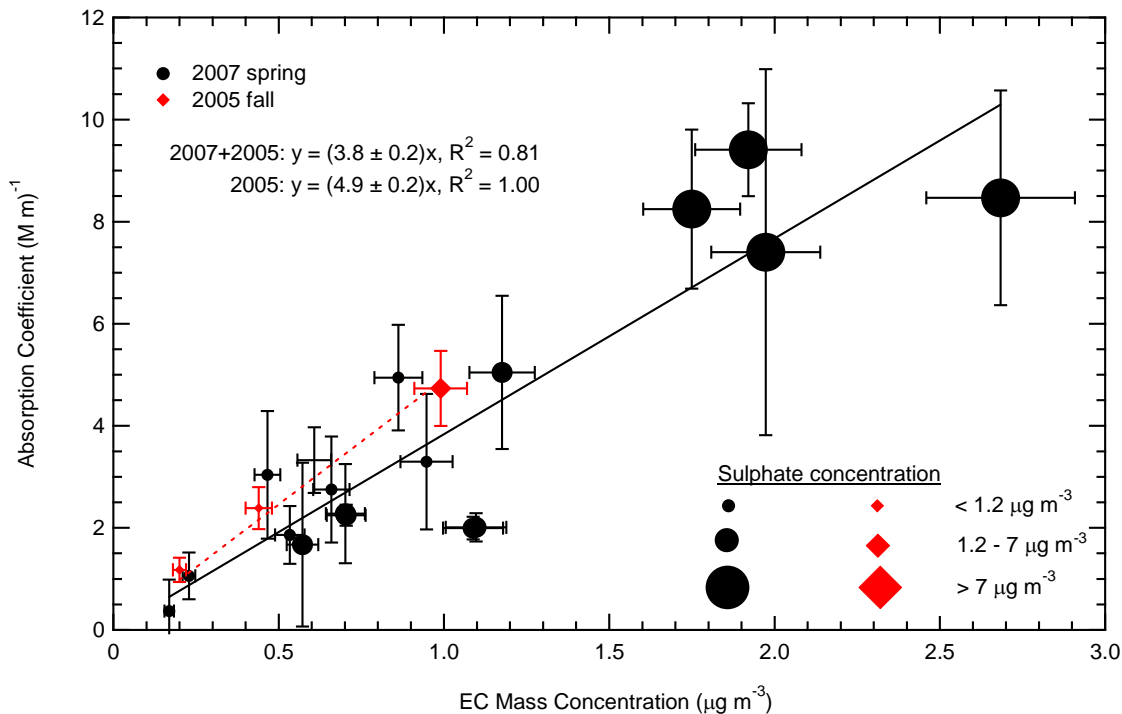 12
10
8
6
4
2
0
Absorption Coefficient (M m)⁻¹
2007 spring
2005 fall
2007+2005: y = (3.8 ± 0.2)x, R² = 0.81
2005: y = (4.9 ± 0.2)x, R² = 1.00
Sulphate concentration
< 1.2 μg m⁻³
1.2 - 7 μg m⁻³
> 7 μg m⁻³
0 0.5 1.0 1.5 2.0 2.5 3.0
EC Mass Concentration (μg m⁻³)